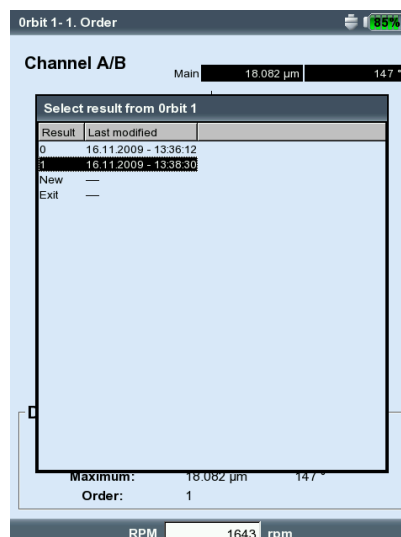 0rbit 1- 1. Order 85%
Channel A/B
Main 18.082 µm 147 °
Select result from 0rbit 1
Result Last modified
0 16.11.2009 - 13:36:12
1 16.11.2009 - 13:38:30
New —
Exit —
D
Maximum: 18.082 µm 147 °
Order: 1
RPM 1643 rpm